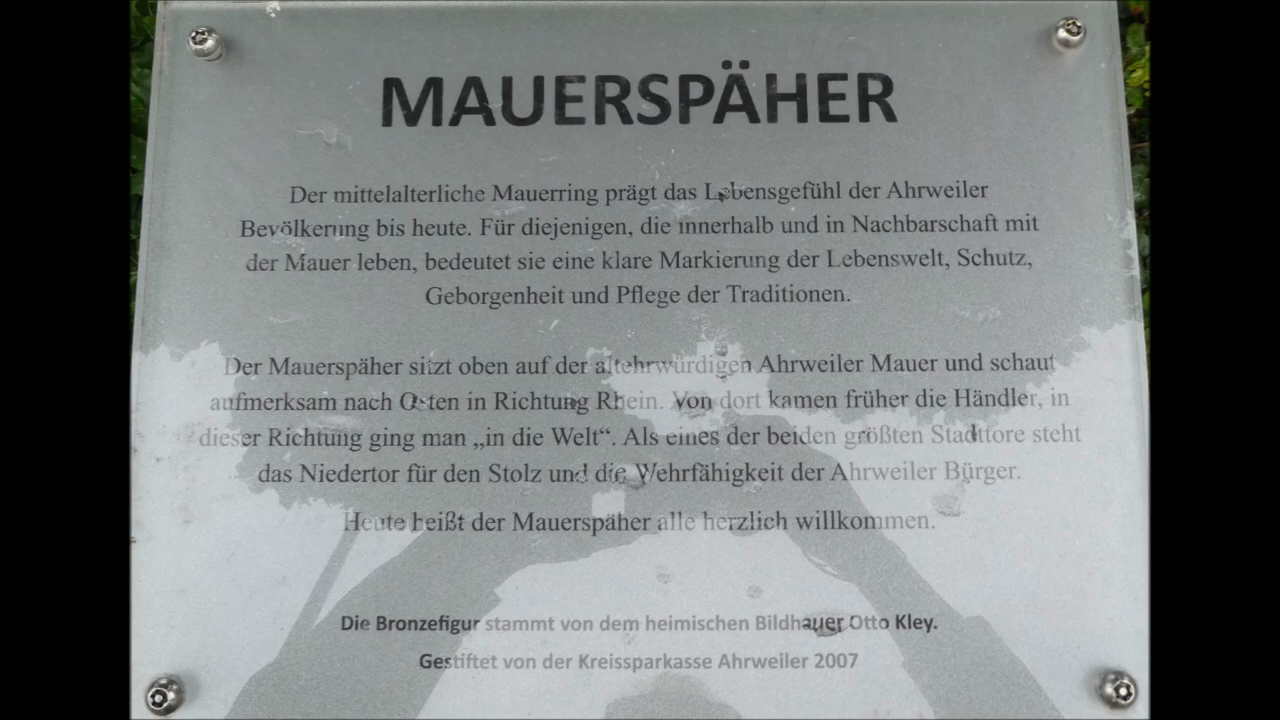 MAUERSPÄHER
Der mittelalterliche Mauerring prägt das Lebensgefühl der Ahrweiler
Bevölkerung bis heute. Für diejenigen, die innerhalb und in Nachbarschaft mit
der Mauer leben, bedeutet sie eine klare Markierung der Lebenswelt, Schutz,
Geborgenheit und Pflege der Traditionen.
Der Mauerspäher sitzt oben auf der altehrwürdigen Ahrweiler Mauer und schaut
aufmerksam nach Osten in Richtung Rhein. Von dort kamen früher die Händler, in
dieser Richtung ging man „in die Welt“. Als eines der beiden größten Stadttore steht
das Niedertor für den Stolz und die Wehrfähigkeit der Ahrweiler Bürger.
Heute heißt der Mauerspäher alle herzlich willkommen.
Die Bronzefigur stammt von dem heimischen Bildhauer Otto Kley.
Gestiftet von der Kreissparkasse Ahrweiler 2007